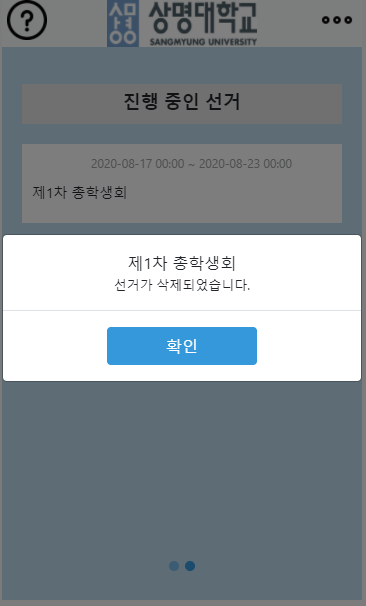 ?
상명
상명대학교
SANGMYUNG UNIVERSITY
진행 중인 선거
2020-08-17 00:00 ~ 2020-08-23 00:00
제1차 총학생회
제1차 총학생회
선거가 삭제되었습니다.
확인